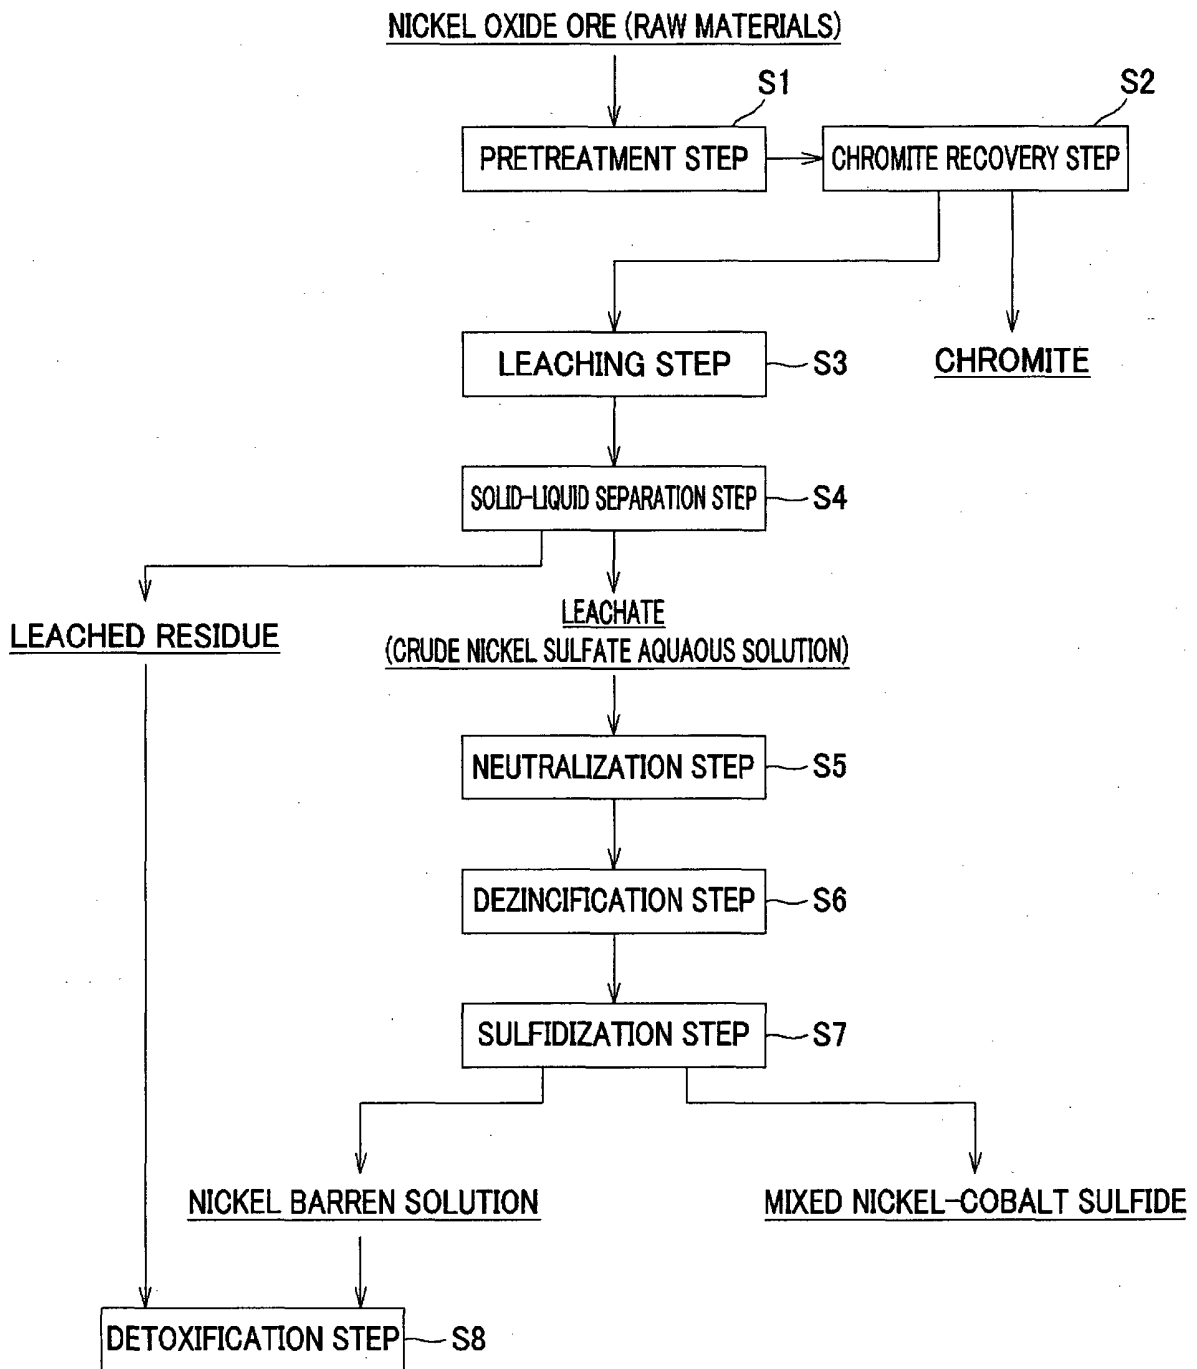 NICKEL OXIDE ORE (RAW MATERIALS)
S1
S2
PRETREATMENT STEP
CHROMITE RECOVERY STEP
LEACHING STEP
S3
CHROMITE
SOLID-LIQUID SEPARATION STEP
S4
LEACHED RESIDUE
LEACHATE
(CRUDE NICKEL SULFATE AQUAOUS SOLUTION)
NEUTRALIZATION STEP
S5
DEZINCIFICATION STEP
S6
SULFIDIZATION STEP
S7
NICKEL BARREN SOLUTION
MIXED NICKEL-COBALT SULFIDE
DETOXIFICATION STEP
S8